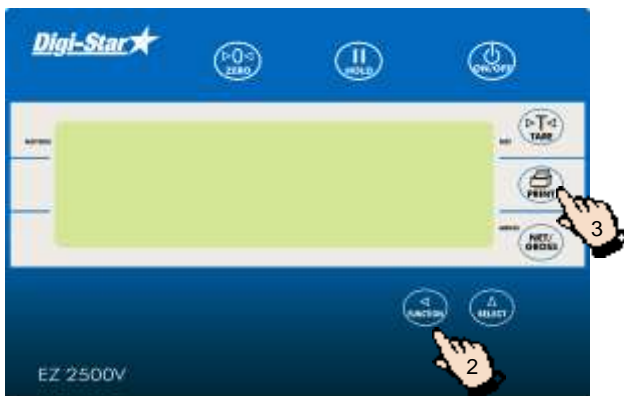 Digi-Star
ZERO
HOLD
ON/OFF
T
TARE
PRINT
3
NET/
GROSS
FUNCTION
SELECT
2
EZ 2500V